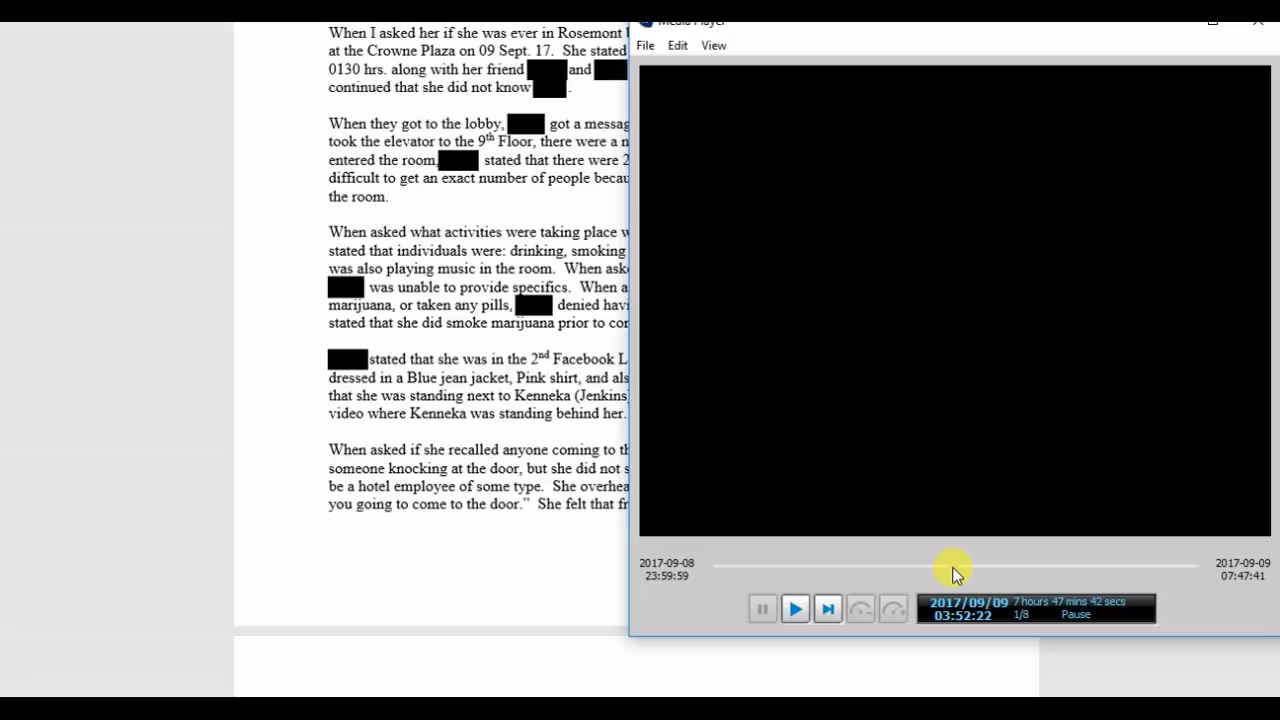 When I asked her if she was ever in Rosemont
at the Crowne Plaza on 09 Sept. 17. She stated
0130 hrs. along with her friend and
continued that she did not know .
When they got to the lobby, got a messag
took the elevator to the 9th Floor, there were a n
entered the room, stated that there were 2
difficult to get an exact number of people becau
the room.
When asked what activities were taking place w
stated that individuals were: drinking, smoking
was also playing music in the room. When aske
was unable to provide specifics. When a
marijuana, or taken any pills, denied havi
stated that she did smoke marijuana prior to cor
stated that she was in the 2nd Facebook L
dressed in a Blue jean jacket, Pink shirt, and als
that she was standing next to Kenneka (Jenkins)
video where Kenneka was standing behind her.
When asked if she recalled anyone coming to th
someone knocking at the door, but she did not s
be a hotel employee of some type. She overhea
you going to come to the door.” She felt that fr
Media Player
File Edit View
2017-09-08
23:59:59
2017-09-09
07:47:41
2017/09/09 7 hours 47 mins 42 secs
03:52:22 1/8 Pause